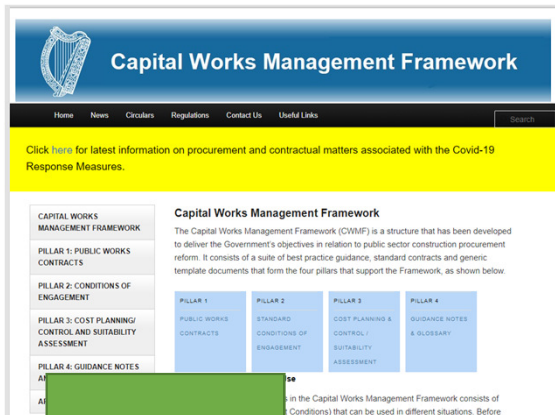 Capital Works Management Framework
Home News Circulars Regulations Contact Us Useful Links Search
Click here for latest information on procurement and contractual matters associated with the Covid-19
Response Measures.
CAPITAL WORKS
MANAGEMENT FRAMEWORK
PILLAR 1: PUBLIC WORKS
CONTRACTS
PILLAR 2: CONDITIONS OF
ENGAGEMENT
PILLAR 3: COST PLANNING/
CONTROL AND SUITABILITY
ASSESSMENT
PILLAR 4: GUIDANCE NOTES
Capital Works Management Framework
The Capital Works Management Framework (CWMF) is a structure that has been developed
to deliver the Government's objectives in relation to public sector construction procurement
reform. It consists of a suite of best practice guidance, standard contracts and generic
template documents that form the four pillars that support the Framework, as shown below.
PILLAR 1
PUBLIC WORKS
CONTRACTS
PILLAR 2
STANDARD
CONDITIONS OF
ENGAGEMENT
PILLAR 3
COST PLANNING &
CONTROL /
SUITABILITY
ASSESSMENT
PILLAR 4
GUIDANCE NOTES
& GLOSSARY
in the Capital Works Management Framework consists of
Conditions) that can be used in different situations. Before